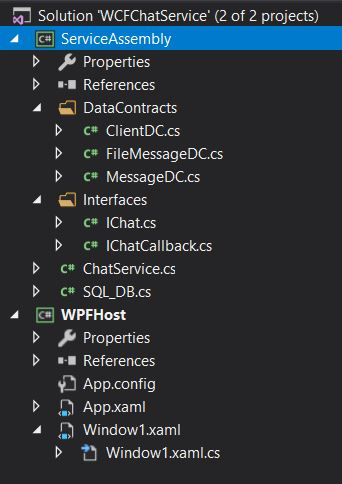 Solution 'WCFChatService' (2 of 2 projects)
C# ServiceAssembly
Properties
References
DataContracts
C# ClientDC.cs
C# FileMessageDC.cs
C# MessageDC.cs
Interfaces
C# IChat.cs
C# IChatCallback.cs
C# ChatService.cs
C# SQL_DB.cs
C# WPFHost
Properties
References
App.config
App.xaml
Window1.xaml
Window1.xaml.cs